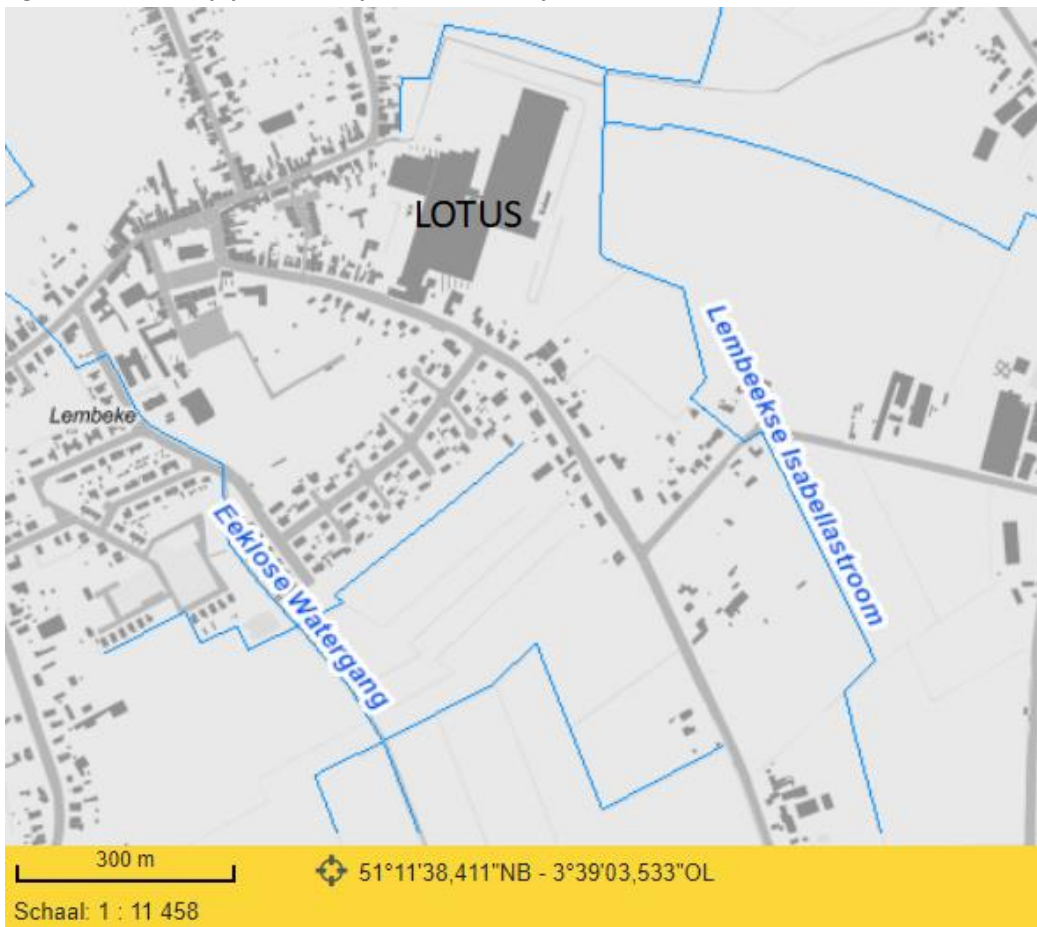 LOTUS
Lembeekse Isabellastroom
Lembeke
Eeklose Watergang
300 m
51°11'38,411"NB - 3°39'03,533"OL
Schaal: 1 : 11 458